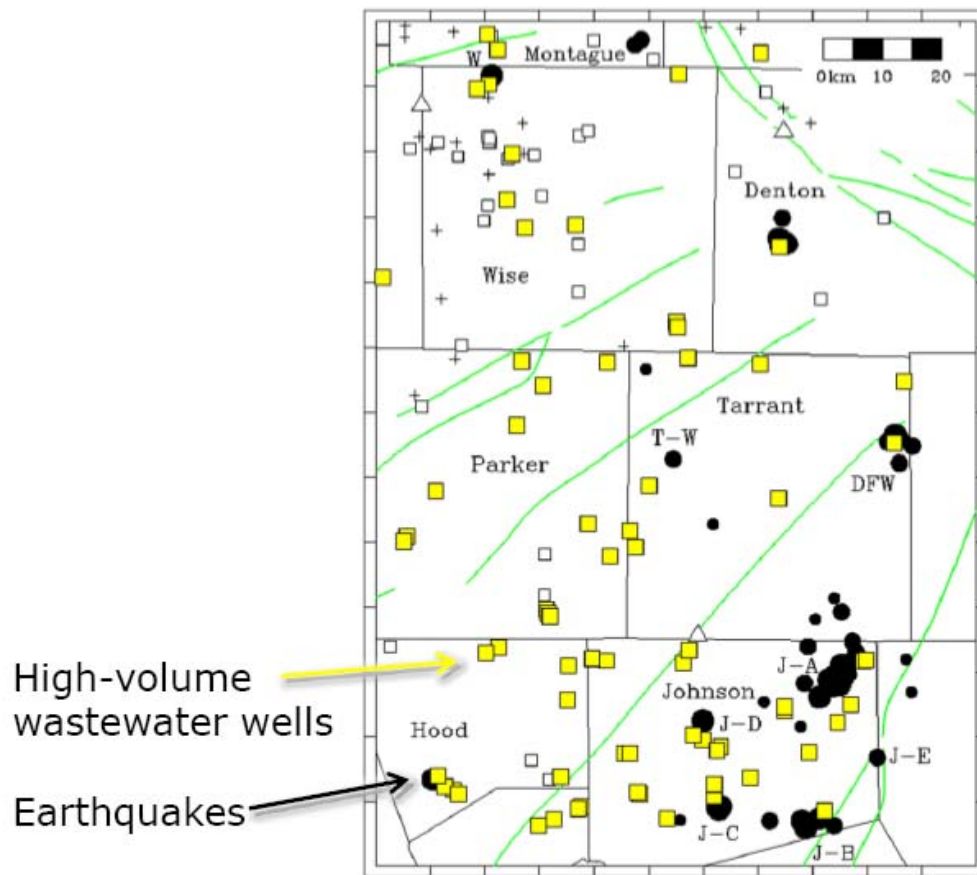 W
Montague
0km 10 20
Denton
Wise
Tarrant
T-W
Parker
DFW
High-volume
wastewater wells
J-A
Johnson
J-D
Hood
J-E
Earthquakes
J-C
J-B